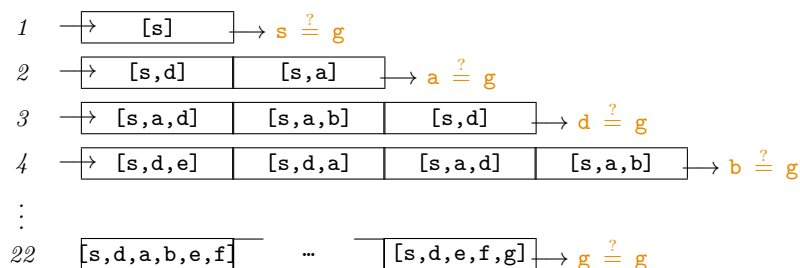 1 [s] s ?= g
2 [s,d] [s,a] a ?= g
3 [s,a,d] [s,a,b] [s,d] d ?= g
4 [s,d,e] [s,d,a] [s,a,d] [s,a,b] b ?= g
⋮
22 [s,d,a,b,e,f] … [s,d,e,f,g] g ?= g